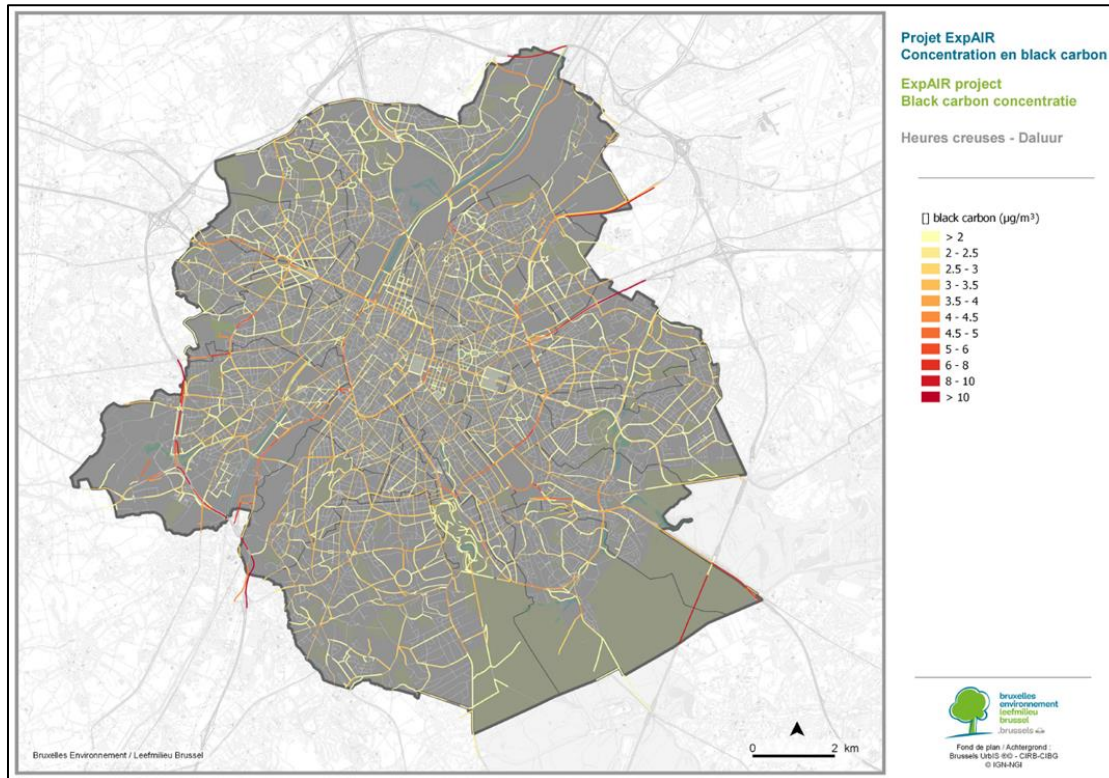 Projet ExpAIR
Concentration en black carbon
ExpAIR project
Black carbon concentratie
Heures creuses - Daluur
[] black carbon (µg/m³)
> 2
2 - 2.5
2.5 - 3
3 - 3.5
3.5 - 4
4 - 4.5
4.5 - 5
5 - 6
6 - 8
8 - 10
> 10
Bruxelles Environnement / Leefmilieu Brussel
0 2 km
bruxelles
environnement
leefmilieu
brussel
.brussels
Fond de plan / Achtergrond :
Brussels UrbIS ®© - CIRB-CIBG
© IGN-NGI